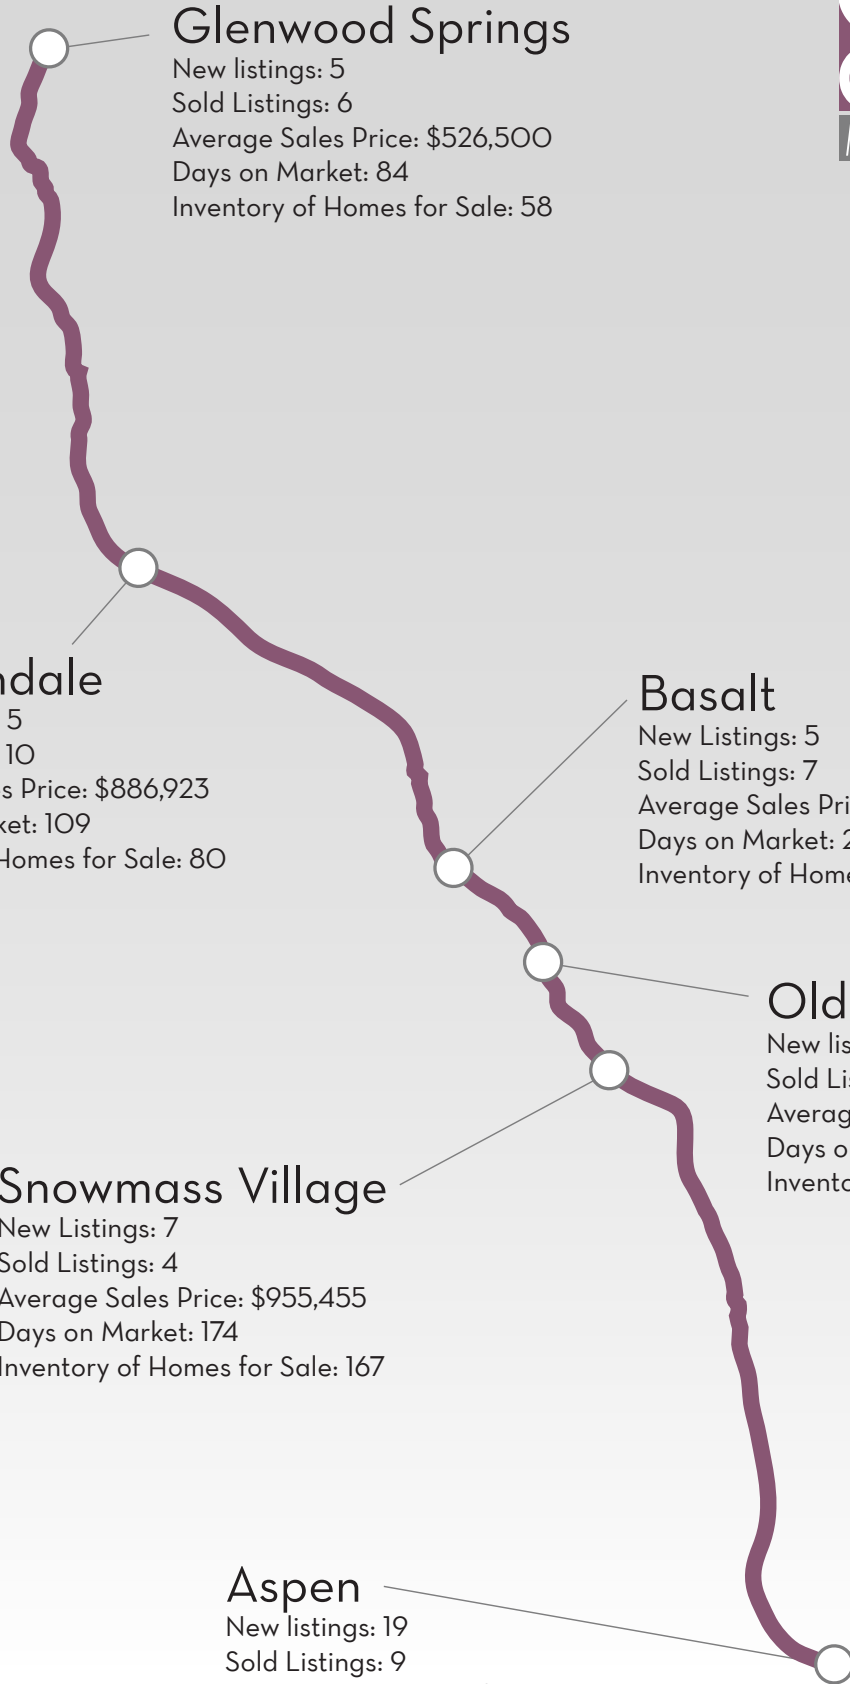 Glenwood Springs
New listings: 5
Sold Listings: 6
Average Sales Price: $526,500
Days on Market: 84
Inventory of Homes for Sale: 58
ndale
5
10
s Price: $886,923
ket: 109
Homes for Sale: 80
Basalt
New Listings: 5
Sold Listings: 7
Average Sales Pri
Days on Market: 2
Inventory of Home
Old
New lis
Sold Lis
Averag
Days o
Invento
Snowmass Village
New Listings: 7
Sold Listings: 4
Average Sales Price: $955,455
Days on Market: 174
Inventory of Homes for Sale: 167
Aspen
New listings: 19
Sold Listings: 9